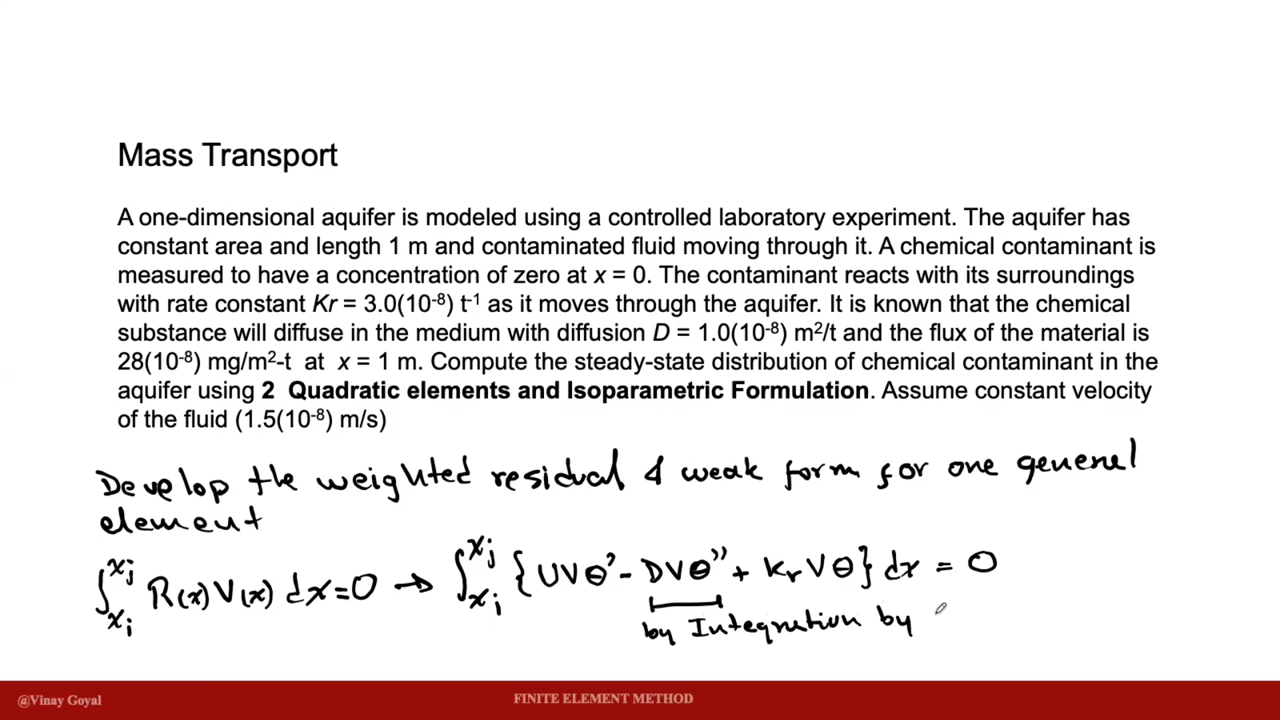 Mass Transport
A one-dimensional aquifer is modeled using a controlled laboratory experiment. The aquifer has
constant area and length 1 m and contaminated fluid moving through it. A chemical contaminant is
measured to have a concentration of zero at x = 0. The contaminant reacts with its surroundings
with rate constant Kr = 3.0(10⁻⁸) t⁻¹ as it moves through the aquifer. It is known that the chemical
substance will diffuse in the medium with diffusion D = 1.0(10⁻⁸) m²/t and the flux of the material is
28(10⁻⁸) mg/m²-t at x = 1 m. Compute the steady-state distribution of chemical contaminant in the
aquifer using 2 Quadratic elements and Isoparametric Formulation. Assume constant velocity
of the fluid (1.5(10⁻⁸) m/s)
Develop the weighted residual & weak form for one general
element
∫_{xi}^{xj} R(x) V(x) dx = 0 → ∫_{xi}^{xj} { UVθ' - DVθ'' + KrVθ } dx = 0
by Integration by
@Vinay Goyal
FINITE ELEMENT METHOD